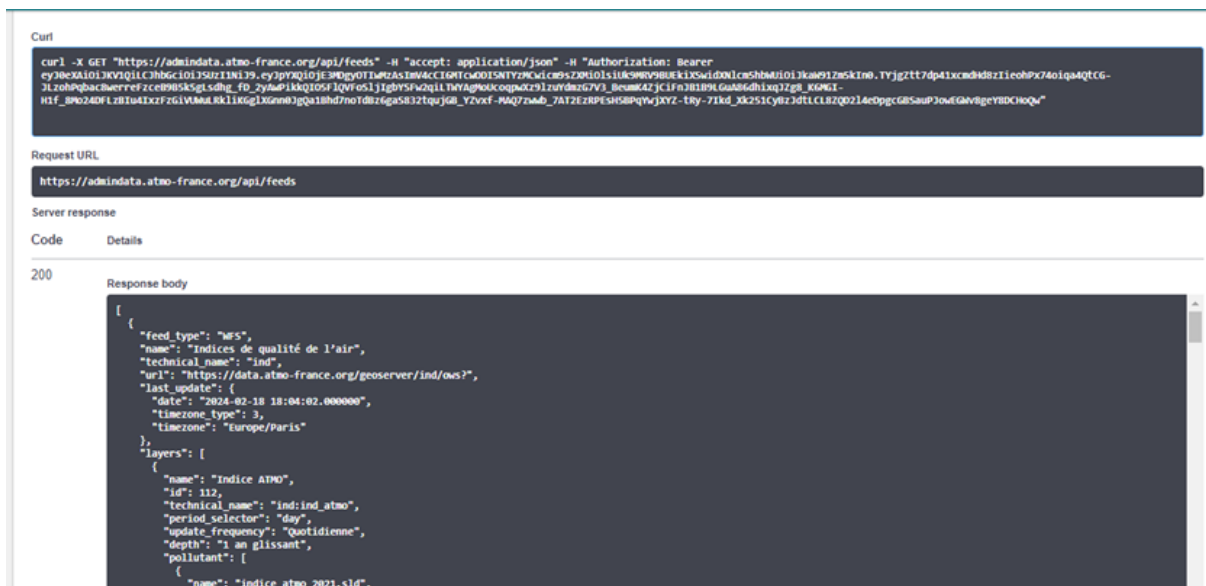 Curl
curl -X GET "https://admindata.atmo-france.org/api/feeds" -H "accept: application/json" -H "Authorization: Bearer
Request URL
https://admindata.atmo-france.org/api/feeds
Server response
Code Details
200
Response body
[
{
"feed_type": "WFS",
"name": "Indices de qualité de l’air",
"technical_name": "ind",
"url": "https://data.atmo-france.org/geoserver/ind/ows?",
"last_update": {
"date": "2024-02-18 18:04:02.000000",
"timezone_type": 3,
"timezone": "Europe/Paris"
},
"layers": [
{
"name": "Indice ATMO",
"id": 112,
"technical_name": "ind:ind_atmo",
"period_selector": "day",
"update_frequency": "Quotidienne",
"depth": "1 an glissant",
"pollutant": [
{
"name": "indice atmo 2021.sld",